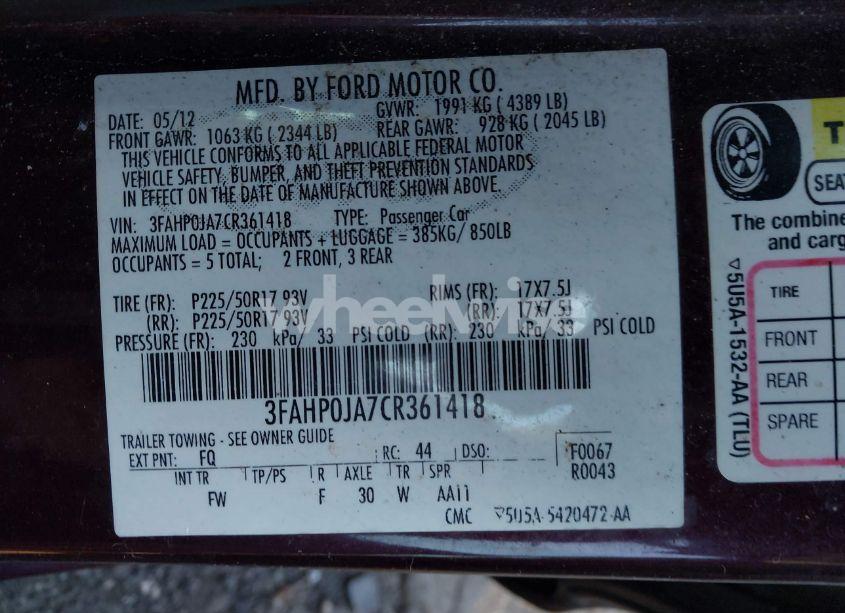 MFD. BY FORD MOTOR CO.
DATE: 05/12 GVWR: 1991 KG ( 4389 LB)
FRONT GAWR: 1063 KG ( 2344 LB) REAR GAWR: 928 KG ( 2045 LB)
THIS VEHICLE CONFORMS TO ALL APPLICABLE FEDERAL MOTOR
VEHICLE SAFETY, BUMPER, AND THEFT PREVENTION STANDARDS
IN EFFECT ON THE DATE OF MANUFACTURE SHOWN ABOVE.
VIN: 3FAHP0JA7CR361418 TYPE: Passenger Car
MAXIMUM LOAD = OCCUPANTS + LUGGAGE = 385KG/ 850LB
OCCUPANTS = 5 TOTAL; 2 FRONT, 3 REAR
TIRE (FR): P225/50R17 93V RIMS (FR): 17X7.5J
(RR): P225/50R17 93V (RR): 17X7.5J
PRESSURE (FR): 230 kPa/ 33 PSI COLD (RR): 230 kPa/ 33 PSI COLD
3FAHP0JA7CR361418
TRAILER TOWING - SEE OWNER GUIDE
EXT PNT: FQ RC: 44 DSO: F0067
INT TR TP/PS R AXLE TR SPR R0043
FW F 30 W AA11
CMC ▽5U5A-5420472-AA
T
SEAT
The combine
and carg
TIRE
FRONT
REAR
SPARE
▽5U5A-1532-AA (TLU)
wheelwise